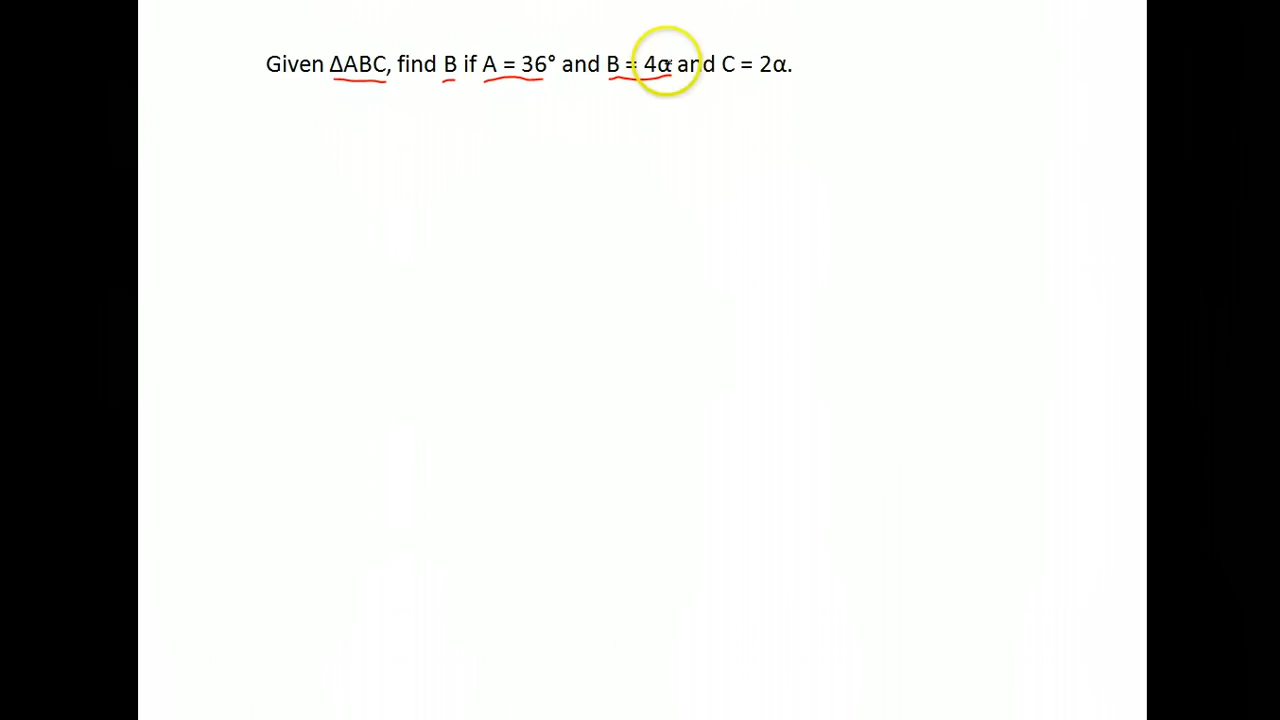 Given ΔABC, find B if A = 36° and B = 4α and C = 2α.